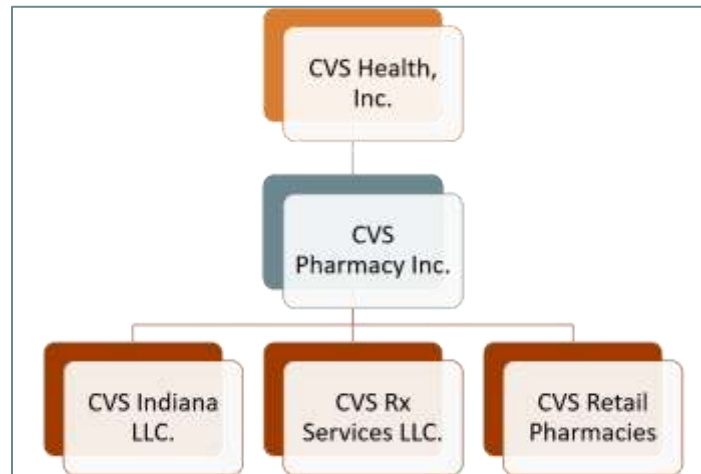 CVS Health,
Inc.
CVS
Pharmacy Inc.
CVS Indiana
LLC.
CVS Rx
Services LLC.
CVS Retail
Pharmacies